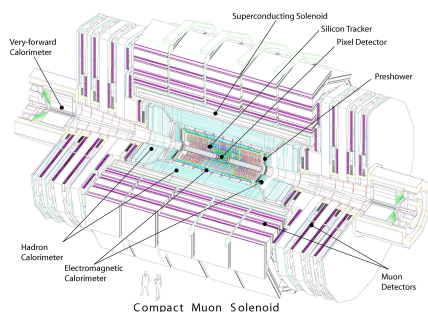 Superconducting Solenoid
Silicon Tracker
Pixel Detector
Very-forward
Calorimeter
Preshower
Hadron
Calorimeter
Electromagnetic
Calorimeter
Muon
Detectors
Compact Muon Solenoid